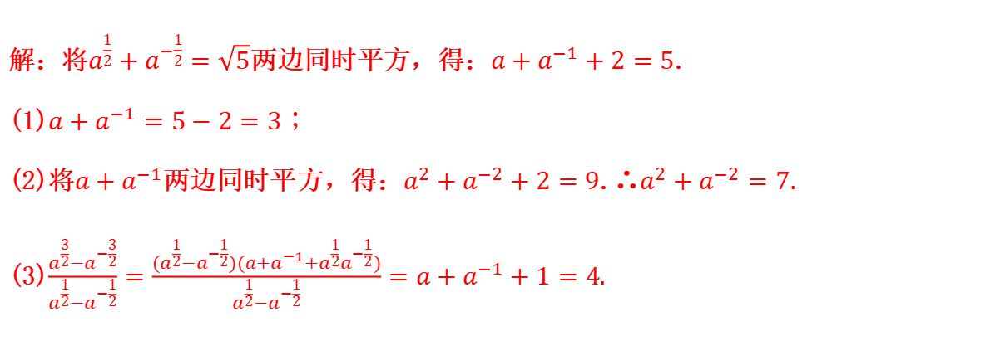 解：将$a^{\frac{1}{2}}+a^{-\frac{1}{2}}=\sqrt{5}$两边同时平方，得：$a+a^{-1}+2=5$.
(1)$a+a^{-1}=5-2=3$；
(2)将$a+a^{-1}$两边同时平方，得：$a^{2}+a^{-2}+2=9$. ∴$a^{2}+a^{-2}=7$.
(3)$\frac{a^{\frac{3}{2}}-a^{-\frac{3}{2}}}{a^{\frac{1}{2}}-a^{-\frac{1}{2}}}=\frac{(a^{\frac{1}{2}}-a^{-\frac{1}{2}})(a+a^{-1}+a^{\frac{1}{2}}a^{-\frac{1}{2}})}{a^{\frac{1}{2}}-a^{-\frac{1}{2}}}=a+a^{-1}+1=4$.